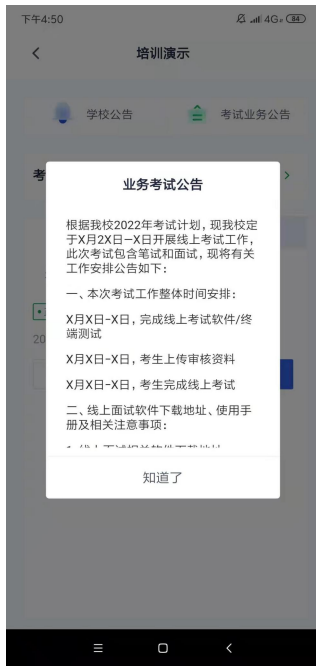 下午4:50
4G
84
培训演示
学校公告
考试业务公告
考
业务考试公告
根据我校2022年考试计划，现我校定
于X月2X日—X日开展线上考试工作，
此次考试包含笔试和面试，现将有关
工作安排公告如下：
一、本次考试工作整体时间安排：
X月X日-X日，完成线上考试软件/终
端测试
X月X日-X日，考生上传审核资料
X月X日-X日，考生完成线上考试
二、线上面试软件下载地址、使用手
册及相关注意事项：
20
知道了